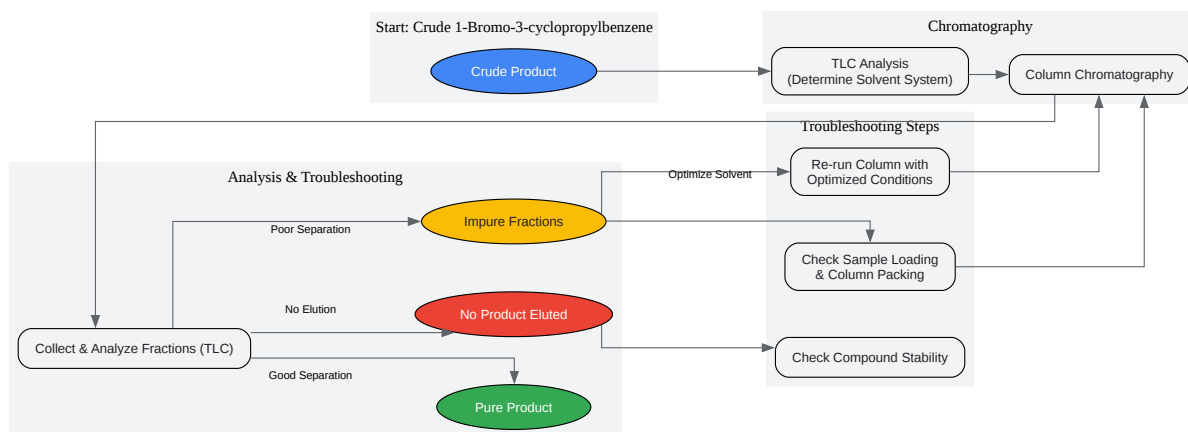 Start: Crude 1-Bromo-3-cyclopropylbenzene
Crude Product
Chromatography
TLC Analysis
(Determine Solvent System)
Column Chromatography
Troubleshooting Steps
Re-run Column with
Optimized Conditions
Check Sample Loading
& Column Packing
Check Compound Stability
Analysis & Troubleshooting
Optimize Solvent
Impure Fractions
Poor Separation
No Elution
No Product Eluted
Collect & Analyze Fractions (TLC)
Good Separation
Pure Product